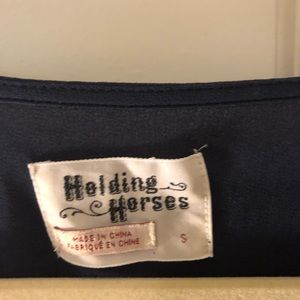 Holding
Horses
MADE IN CHINA
FABRIQUÉ EN CHINE
S